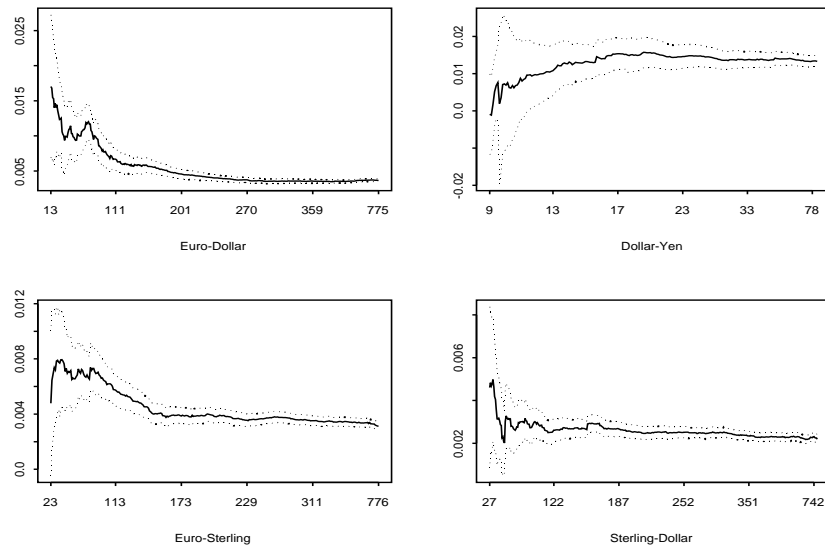 0.025
0.015
0.005
13 111 201 270 359 775
Euro-Dollar
0.02
0.01
0.0
-0.02
9 13 17 23 33 78
Dollar-Yen
0.012
0.008
0.004
0.0
23 113 173 229 311 776
Euro-Sterling
0.006
0.002
27 122 187 252 351 742
Sterling-Dollar